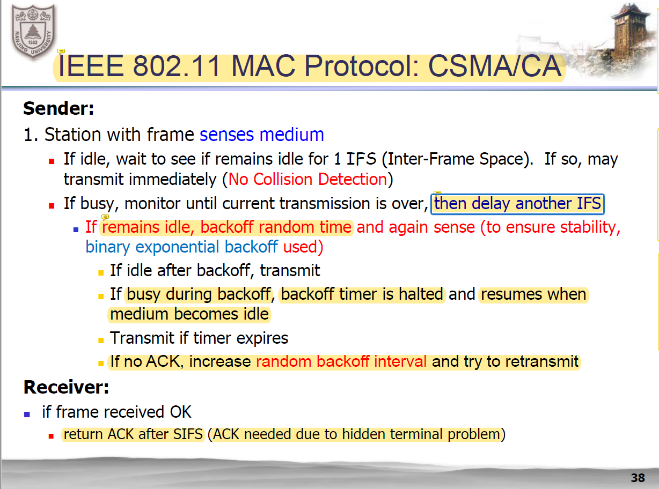 IEEE 802.11 MAC Protocol: CSMA/CA
Sender:
1. Station with frame senses medium
If idle, wait to see if remains idle for 1 IFS (Inter-Frame Space). If so, may
transmit immediately (No Collision Detection)
If busy, monitor until current transmission is over, then delay another IFS
If remains idle, backoff random time and again sense (to ensure stability,
binary exponential backoff used)
If idle after backoff, transmit
If busy during backoff, backoff timer is halted and resumes when
medium becomes idle
Transmit if timer expires
If no ACK, increase random backoff interval and try to retransmit
Receiver:
if frame received OK
return ACK after SIFS (ACK needed due to hidden terminal problem)
38